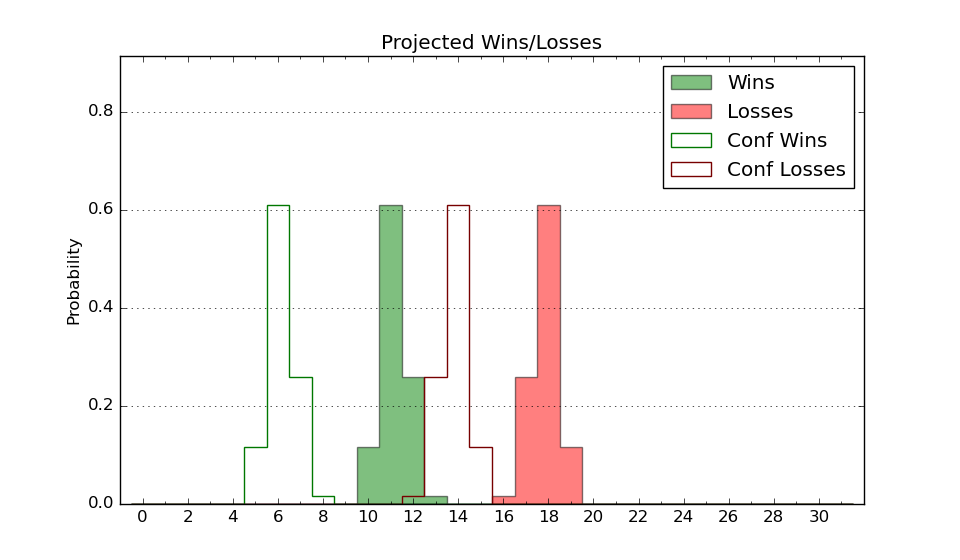 Projected Wins/Losses
Wins
Losses
Conf Wins
Conf Losses
Probability
0.8
0.6
0.4
0.2
0.0
0 2 4 6 8 10 12 14 16 18 20 22 24 26 28 30